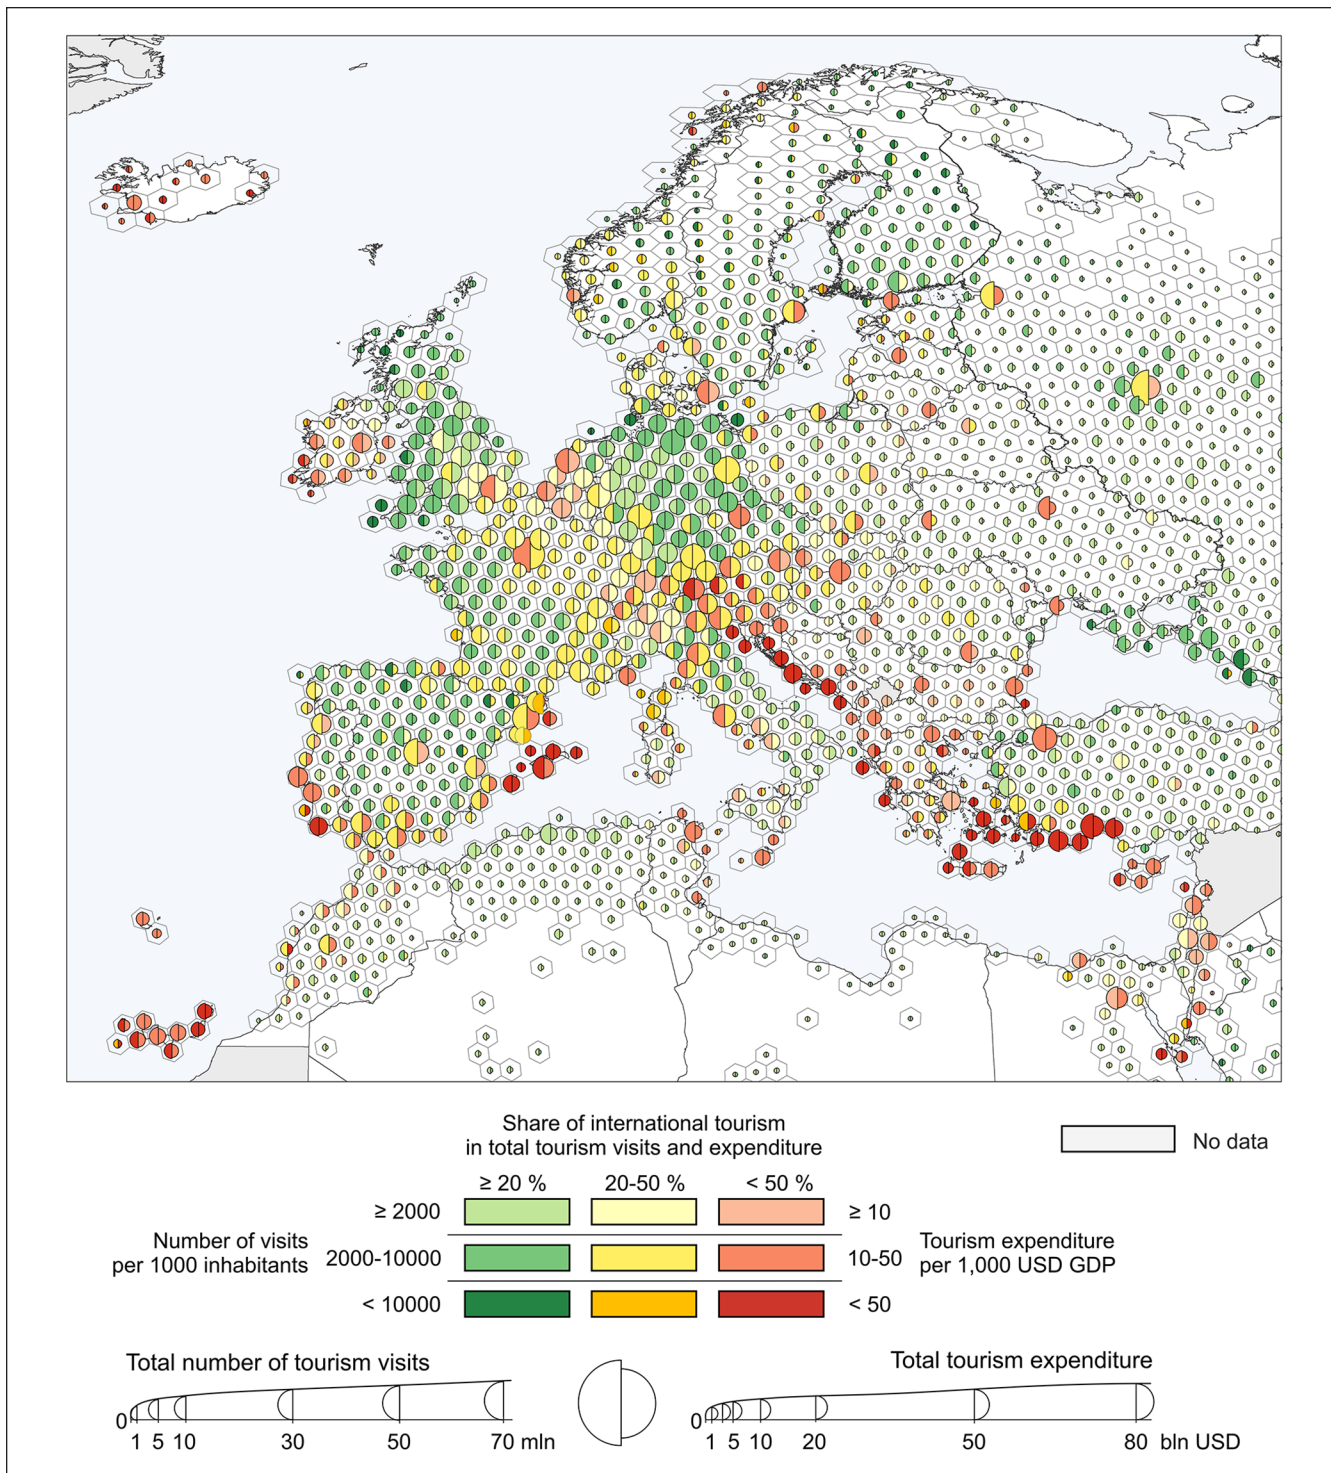 Share of international tourism
in total tourism visits and expenditure
No data
≥ 20 % 20-50 % < 50 %
≥ 2000 ≥ 10
Number of visits
per 1000 inhabitants
2000-10000 10-50
Tourism expenditure
per 1,000 USD GDP
< 10000 < 50
Total number of tourism visits
Total tourism expenditure
0 0
1 5 10 30 50 70 mln
1 5 10 20 50 80 bln USD